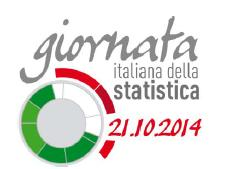 giornata
italiana della
statistica
21.10.2014